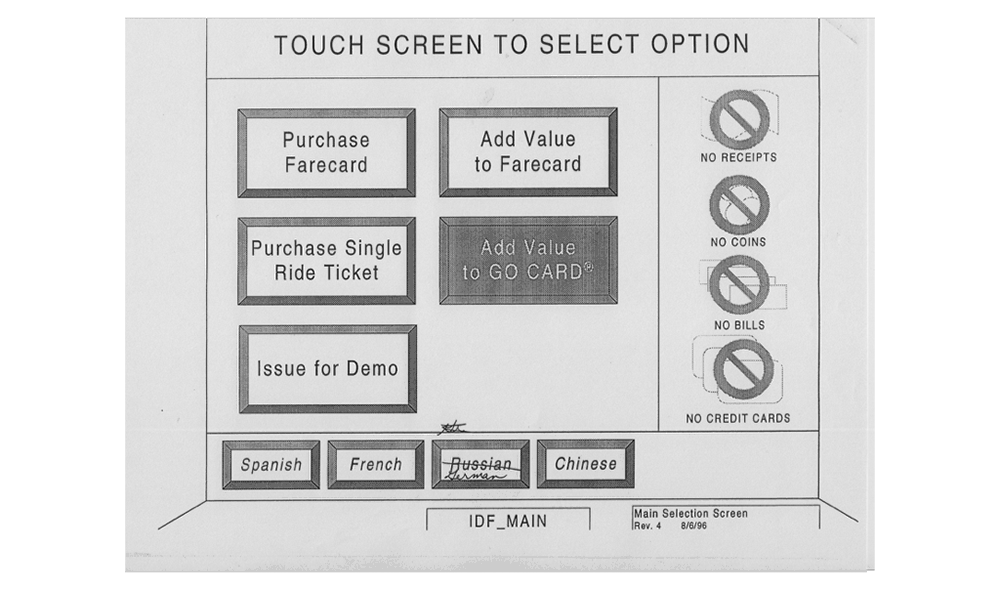 TOUCH SCREEN TO SELECT OPTION
Purchase
Farecard
Add Value
to Farecard
Purchase Single
Ride Ticket
Add Value
to GO CARD®
Issue for Demo
NO RECEIPTS
NO COINS
NO BILLS
NO CREDIT CARDS
Spanish
French
Russian
German
Chinese
IDF_MAIN
Main Selection Screen
Rev. 4 8/6/96